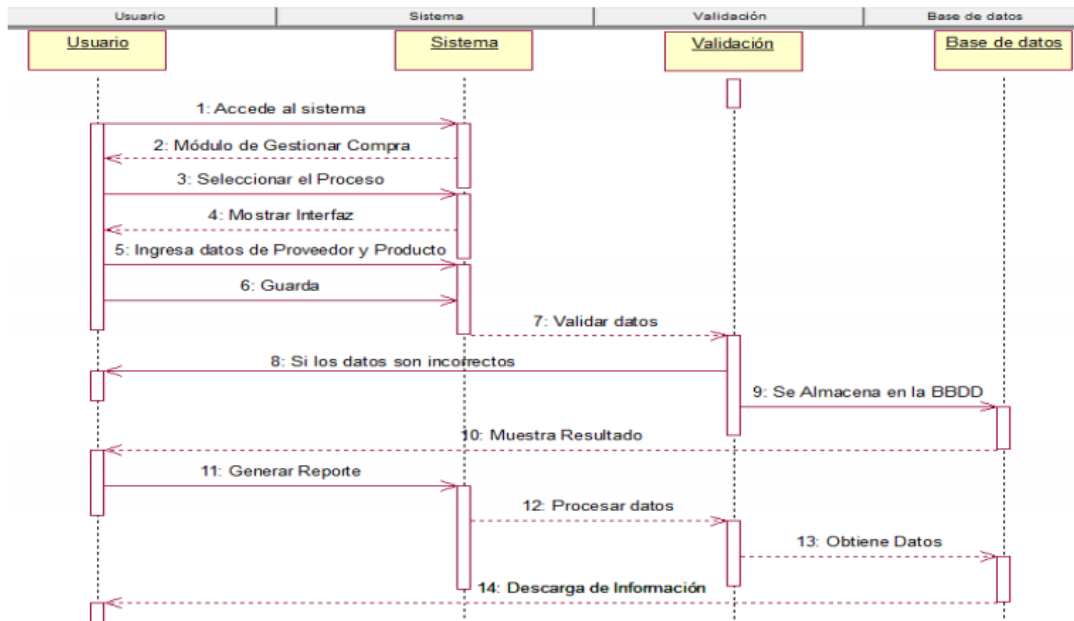 Usuario Sistema Validación Base de datos
Usuario Sistema Validación Base de datos
1: Accede al sistema
2: Módulo de Gestionar Compra
3: Seleccionar el Proceso
4: Mostrar Interfaz
5: Ingresa datos de Proveedor y Producto
6: Guarda
7: Validar datos
8: Si los datos son incorrectos
9: Se Almacena en la BBDD
10: Muestra Resultado
11: Generar Reporte
12: Procesar datos
13: Obtiene Datos
14: Descarga de Información